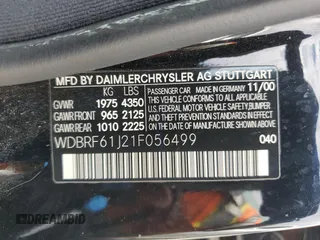 MFD BY DAIMLERCHRYSLER AG STUTTGART
MADE IN GERMANY 11/00
KG LBS
GVWR 1975 4350
GAWR FRONT 965 2125
GAWR REAR 1010 2225
THIS VEHICLE CONFORMS TO ALL APPLICABLE
U.S. FEDERAL MOTOR VEHICLE SAFETY, BUMPER
AND THEFT PREVENTION STANDARDS IN EFFECT
ON THE DATE OF MANUFACTURE SHOWN ABOVE
VEHICLE TYPE: PASSENGER CAR
WDBRF61J21F056499 040
DREAMBID